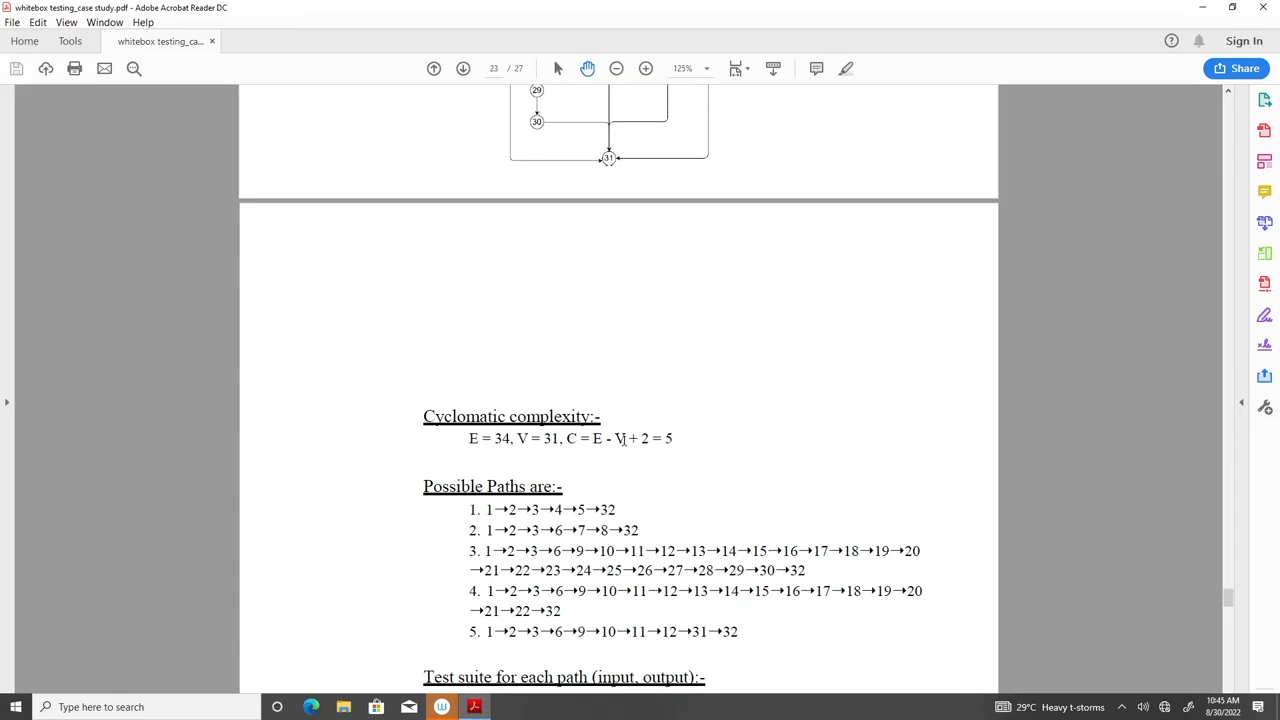 whitebox testing_case study.pdf - Adobe Acrobat Reader DC
File Edit View Window Help
Home Tools whitebox testing_ca... × Sign In
23 / 27 125% Share
29
30
31
Cyclomatic complexity:-
E = 34, V = 31, C = E - V + 2 = 5
Possible Paths are:-
1. 1→2→3→4→5→32
2. 1→2→3→6→7→8→32
3. 1→2→3→6→9→10→11→12→13→14→15→16→17→18→19→20
→21→22→23→24→25→26→27→28→29→30→32
4. 1→2→3→6→9→10→11→12→13→14→15→16→17→18→19→20
→21→22→32
5. 1→2→3→6→9→10→11→12→31→32
Test suite for each path (input, output):-
Type here to search
29°C Heavy t-storms
10:45 AM
8/30/2022